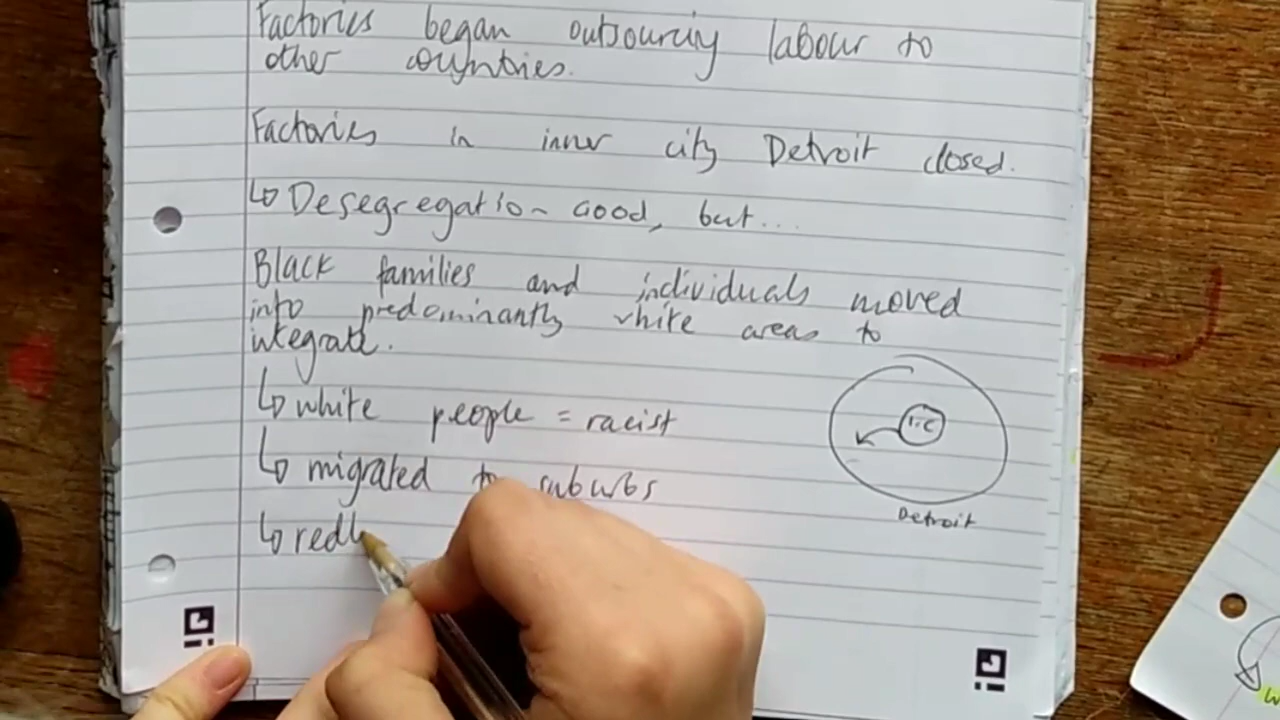 Factories began outsourcing labour to
other countries.
Factories in inner city Detroit closed.
↳ Desegregation Good, but...
Black families and individuals moved
into predominantly white areas to
integrate.
↳ white people = racist
I.C
↳ migrated to suburbs
Detroit
↳ redl